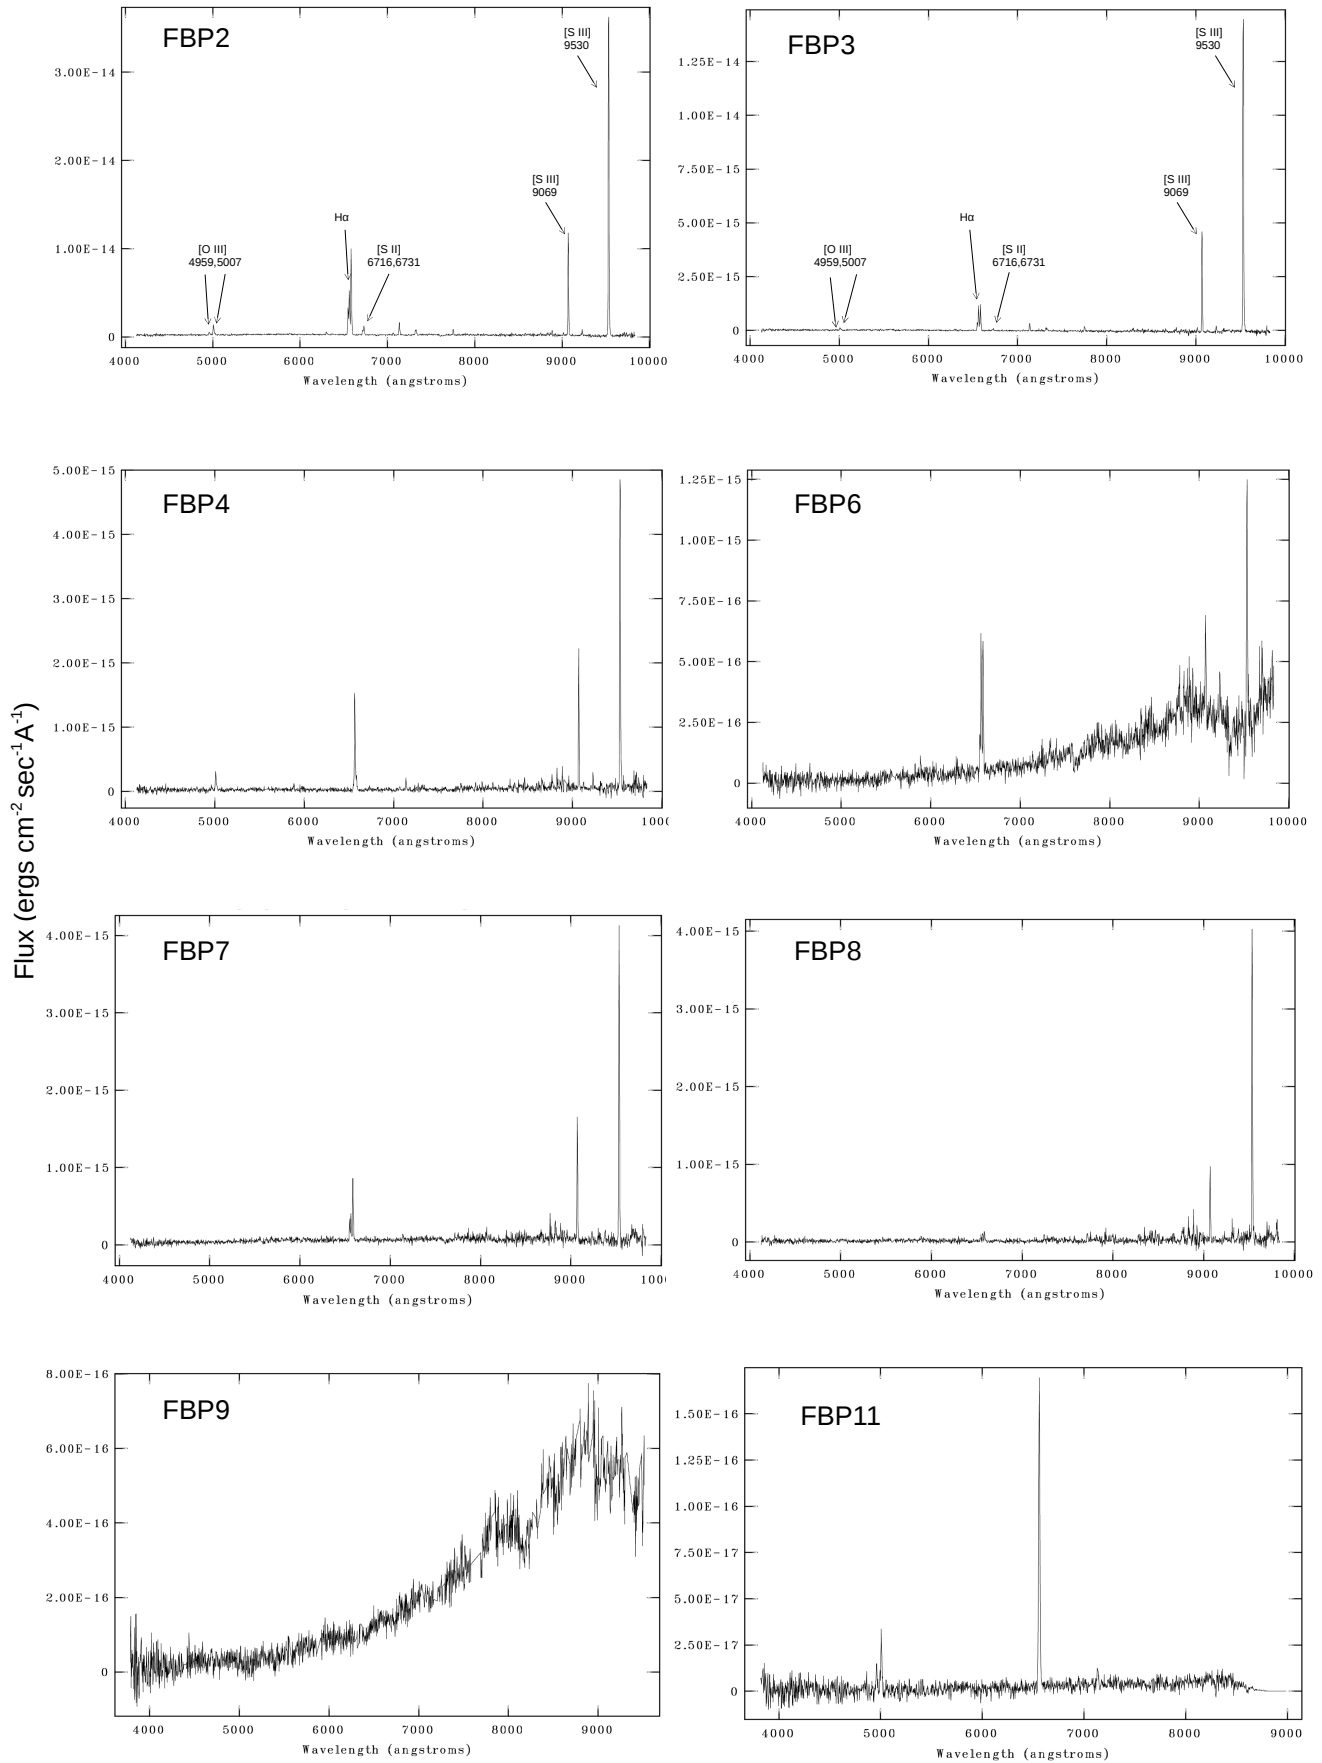 Flux (ergs cm⁻² sec⁻¹A⁻¹)
FBP2
[S III]
9530
[S III]
9069
Hα
[O III]
4959,5007
[S II]
6716,6731
3.00E-14
2.00E-14
1.00E-14
0
4000 5000 6000 7000 8000 9000 10000
Wavelength (angstroms)
FBP3
[S III]
9530
[S III]
9069
Hα
[O III]
4959,5007
[S II]
6716,6731
1.25E-14
1.00E-14
7.50E-15
5.00E-15
2.50E-15
0
4000 5000 6000 7000 8000 9000 10000
Wavelength (angstroms)
FBP4
5.00E-15
4.00E-15
3.00E-15
2.00E-15
1.00E-15
0
4000 5000 6000 7000 8000 9000 100
Wavelength (angstroms)
FBP6
1.25E-15
1.00E-15
7.50E-16
5.00E-16
2.50E-16
0
4000 5000 6000 7000 8000 9000 10000
Wavelength (angstroms)
FBP7
4.00E-15
3.00E-15
2.00E-15
1.00E-15
0
4000 5000 6000 7000 8000 9000 100
Wavelength (angstroms)
FBP8
4.00E-15
3.00E-15
2.00E-15
1.00E-15
0
4000 5000 6000 7000 8000 9000 10000
Wavelength (angstroms)
FBP9
8.00E-16
6.00E-16
4.00E-16
2.00E-16
0
4000 5000 6000 7000 8000 9000
Wavelength (angstroms)
FBP11
1.50E-16
1.25E-16
1.00E-16
7.50E-17
5.00E-17
2.50E-17
0
4000 5000 6000 7000 8000 9000
Wavelength (angstroms)